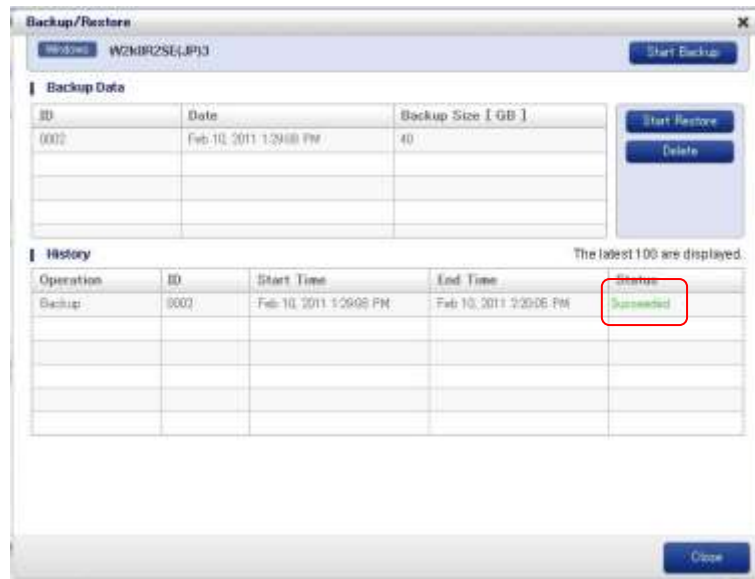 Backup/Restore
Windows W2k8R2SE(JP)3 Start Backup
Backup Data
ID Date Backup Size [ GB ]
Start Restore
0002 Feb 10, 2011 1:29:08 PM 40
Delete
History The latest 100 are displayed.
Operation ID Start Time End Time Status
Backup 0002 Feb 10, 2011 1:29:08 PM Feb 10, 2011 2:20:05 PM Succeeded
Close